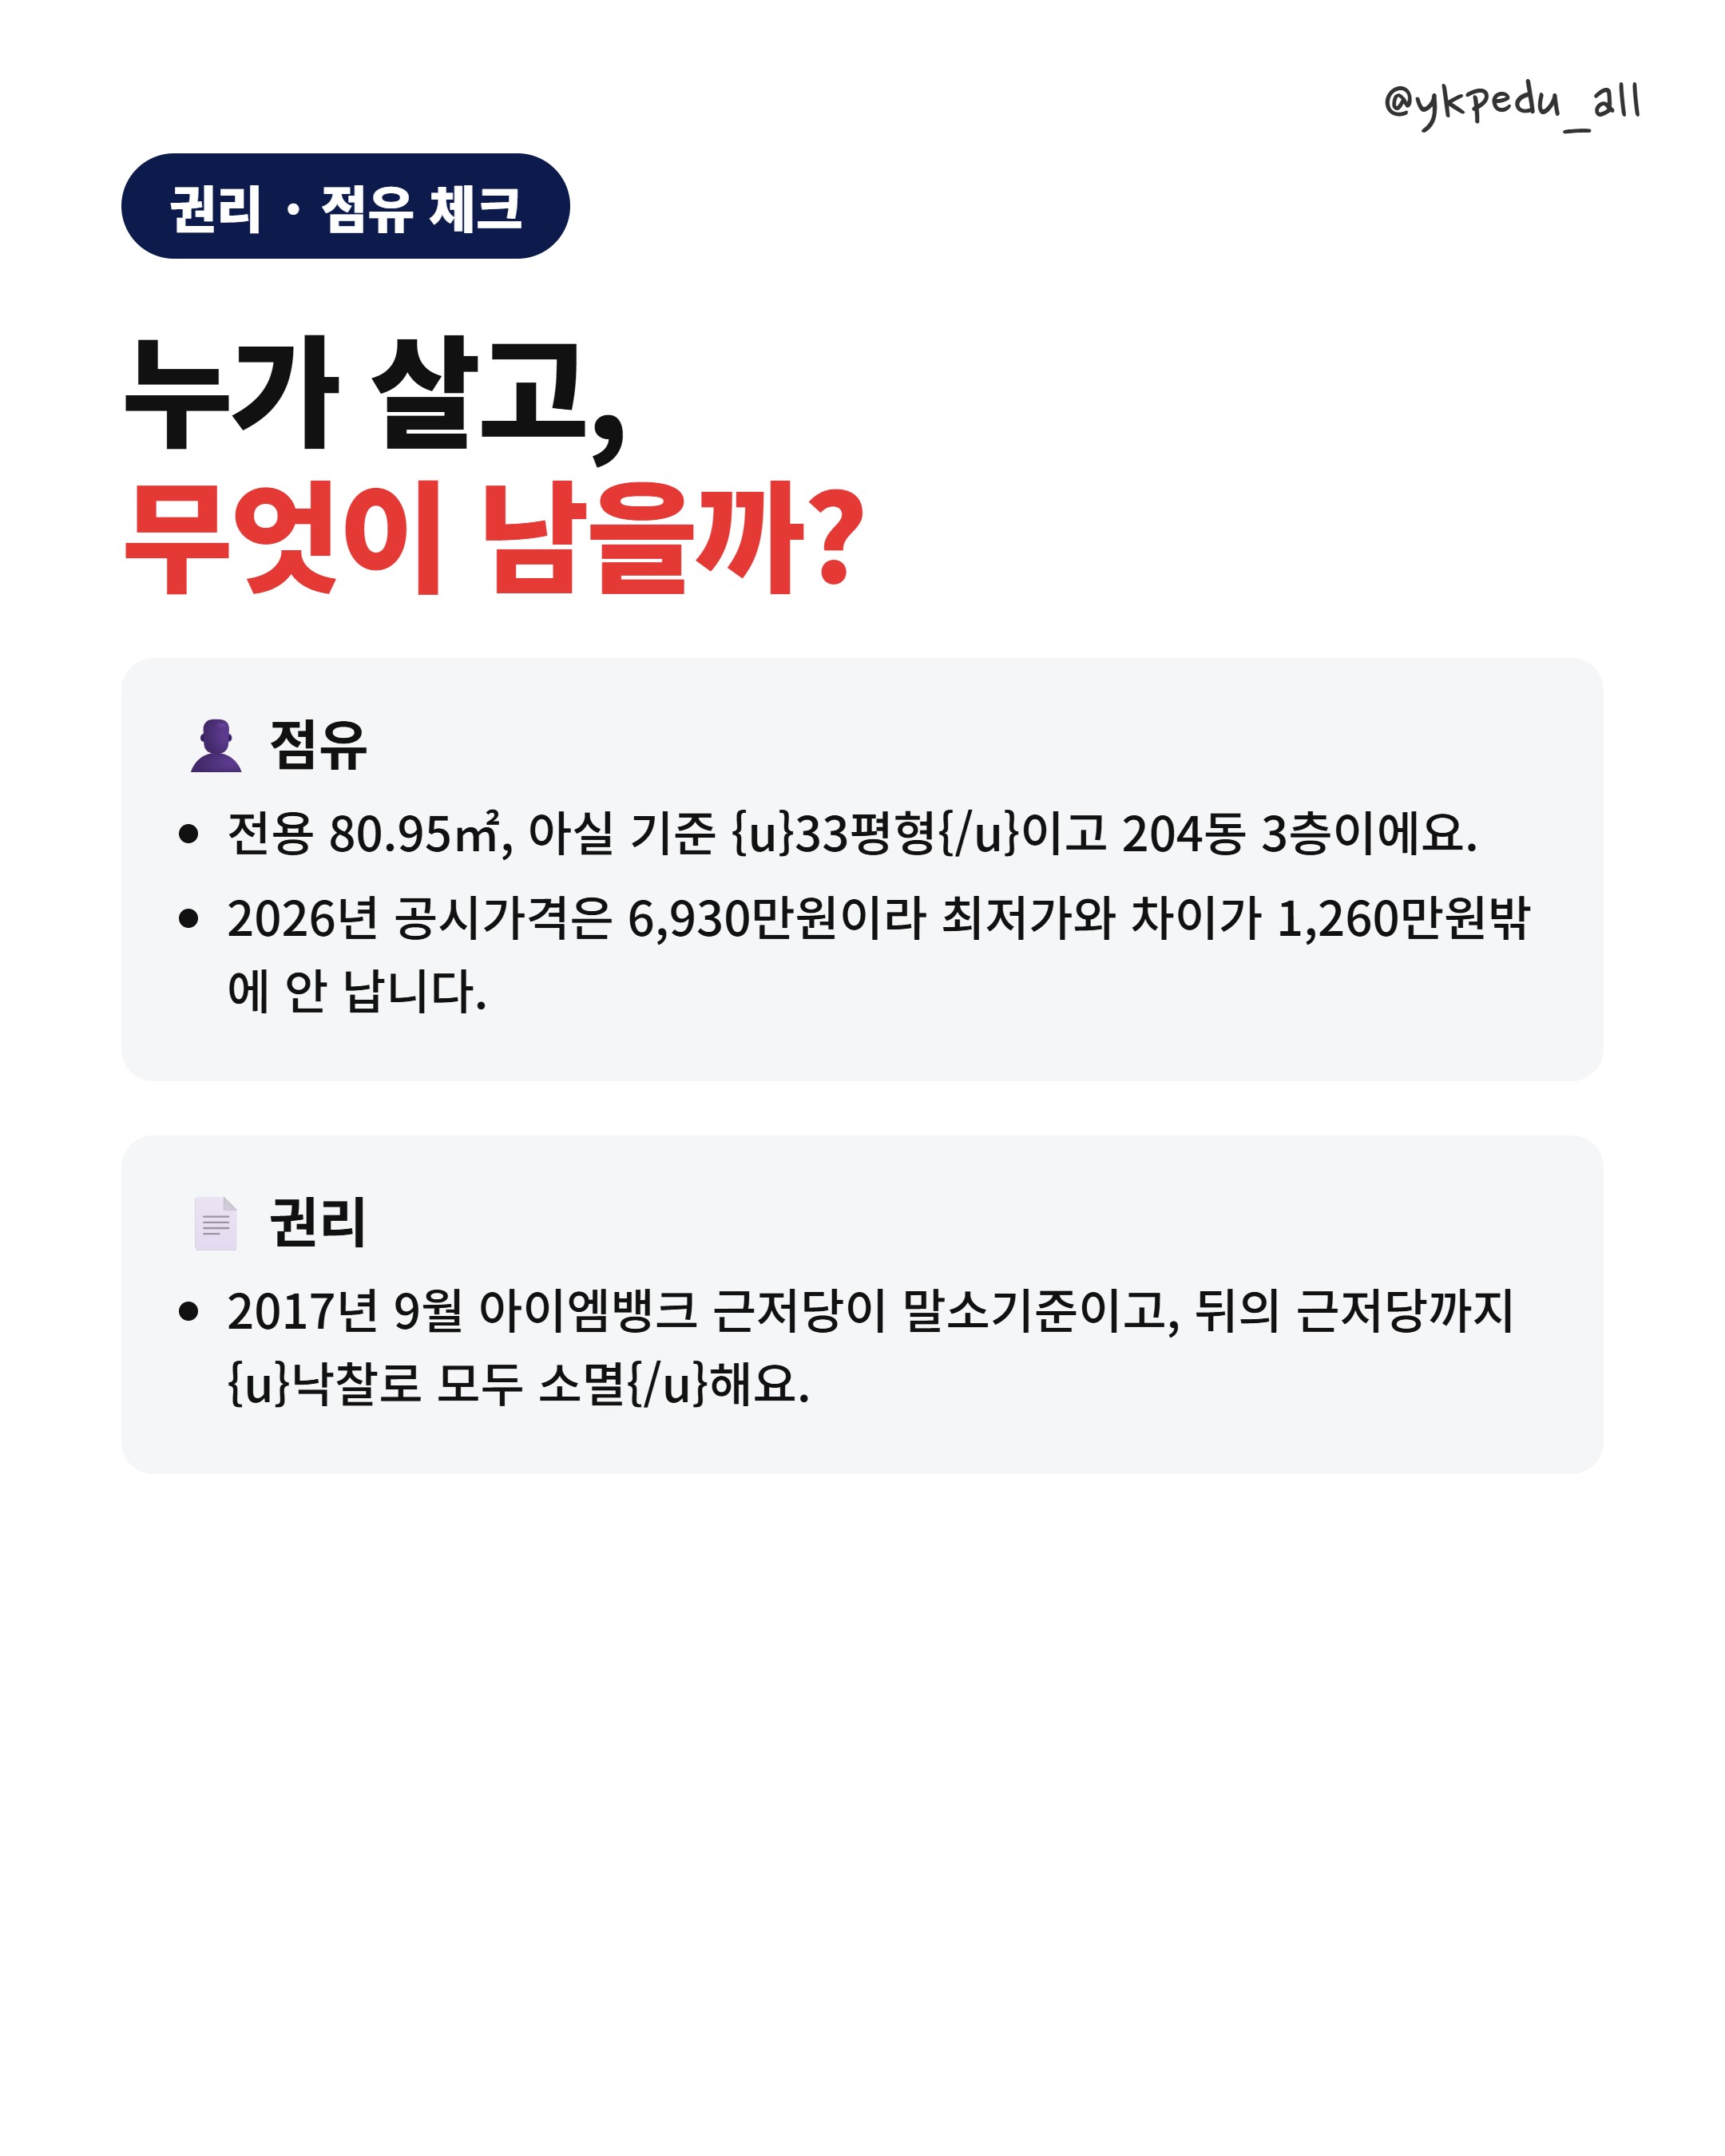 @ykpedu_all
권리 · 점유 체크
누가 살고,
무엇이 남을까?
점유
• 전용 80.95㎡, 아실 기준 {u}33평형{/u}이고 204동 3층이에요.
• 2026년 공시가격은 6,930만원이라 최저가와 차이가 1,260만원밖
에 안 납니다.
권리
• 2017년 9월 아이엠뱅크 근저당이 말소기준이고, 뒤의 근저당까지
{u}낙찰로 모두 소멸{/u}해요.